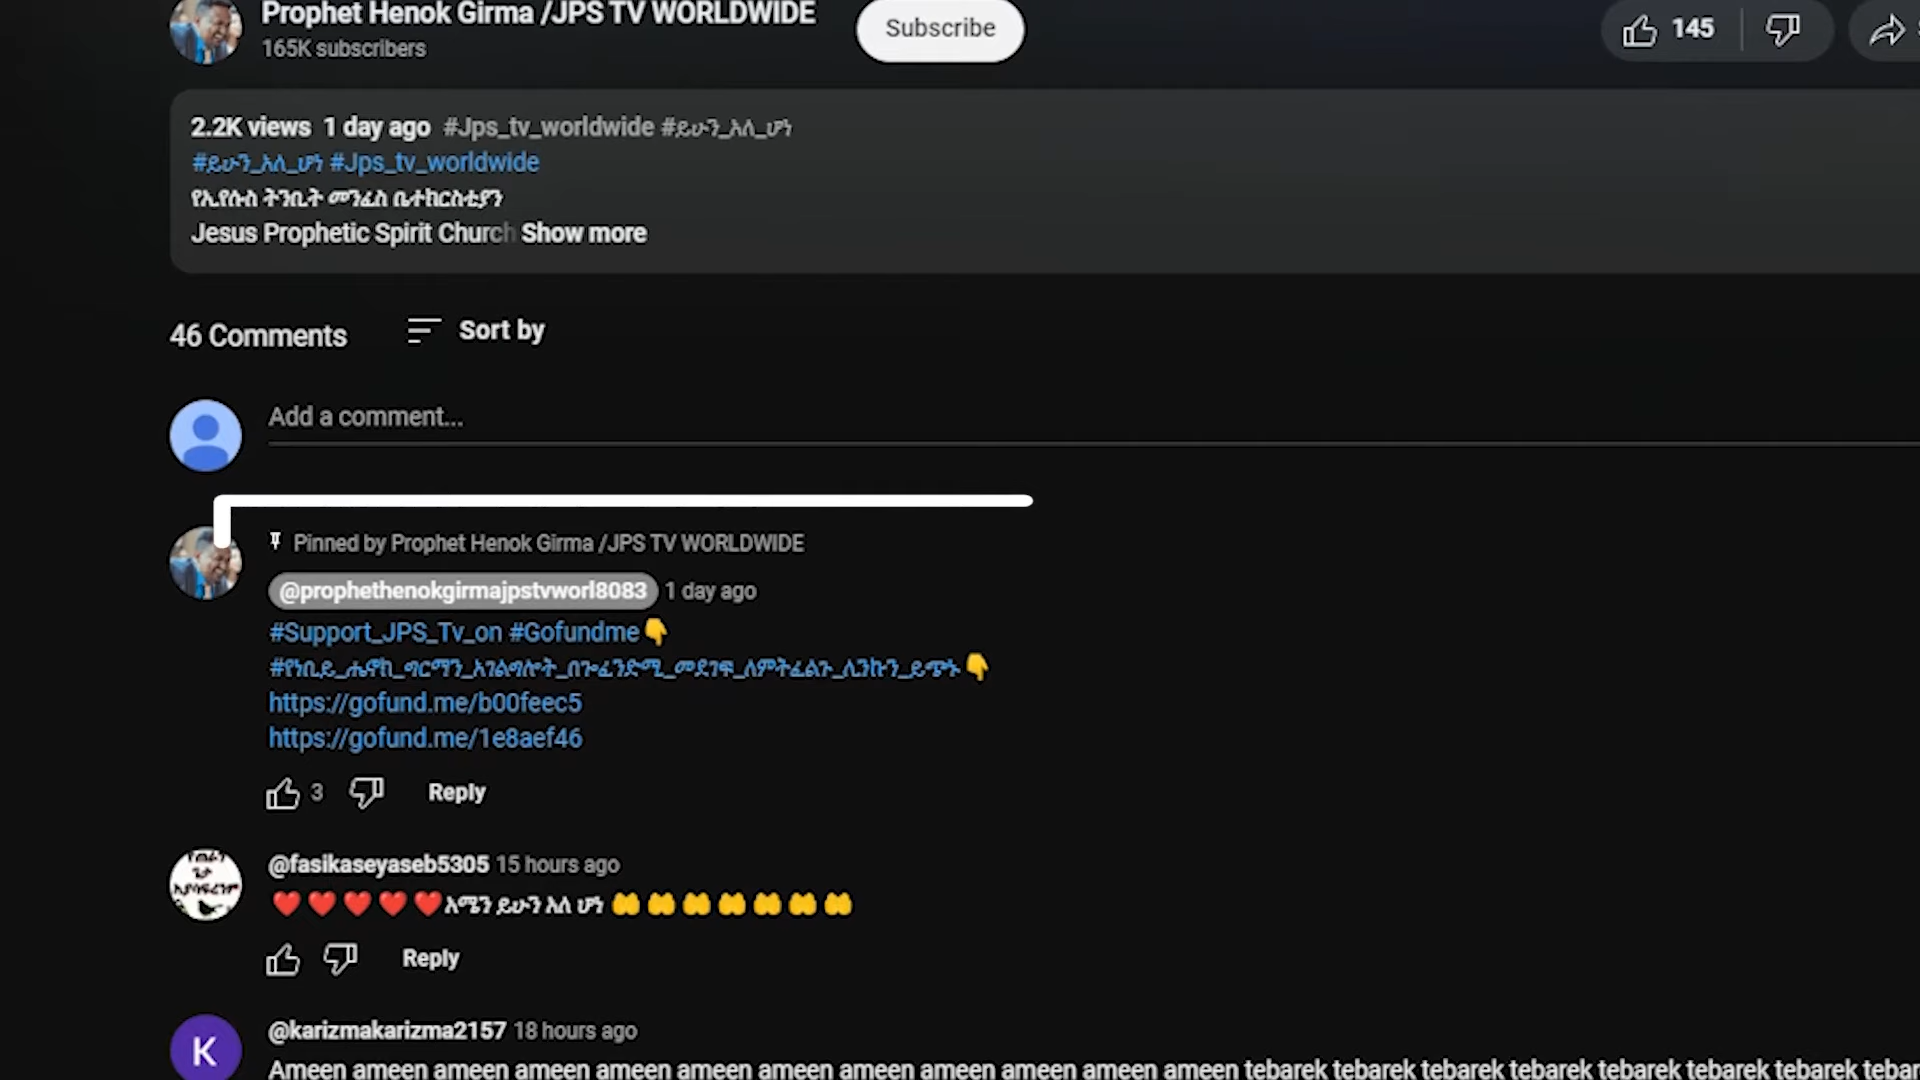 Prophet Henok Girma /JPS TV WORLDWIDE
165K subscribers
Subscribe
145
2.2K views 1 day ago #Jps_tv_worldwide #ይሁን_አለ_ሆነ
#ይሁን_አለ_ሆነ #Jps_tv_worldwide
የኢየሱስ ትንቢት መንፈስ ቤተክርስቲያን
Jesus Prophetic Spirit Church Show more
46 Comments
Sort by
Add a comment...
Pinned by Prophet Henok Girma /JPS TV WORLDWIDE
@prophethenokgirmajpstvworl8083 1 day ago
#Support_JPS_Tv_on #Gofundme👇
#የነቢይ_ሔኖክ_ግርማን_አገልግሎት_በጐፈንድሚ_መደገፍ_ለምትፈልጉ_ሊንኩን_ይጭኑ👇
https://gofund.me/b00feec5
https://gofund.me/1e8aef46
3
Reply
@fasikaseyaseb5305 15 hours ago
❤️❤️❤️❤️❤️አሜን ይሁን አለ ሆነ 🤲🤲🤲🤲🤲🤲🤲
Reply
K
@karizmakarizma2157 18 hours ago
Ameen ameen ameen ameen ameen ameen ameen ameen ameen ameen ameen ameen tebarek tebarek tebarek tebarek tebarek tebarek tebarek